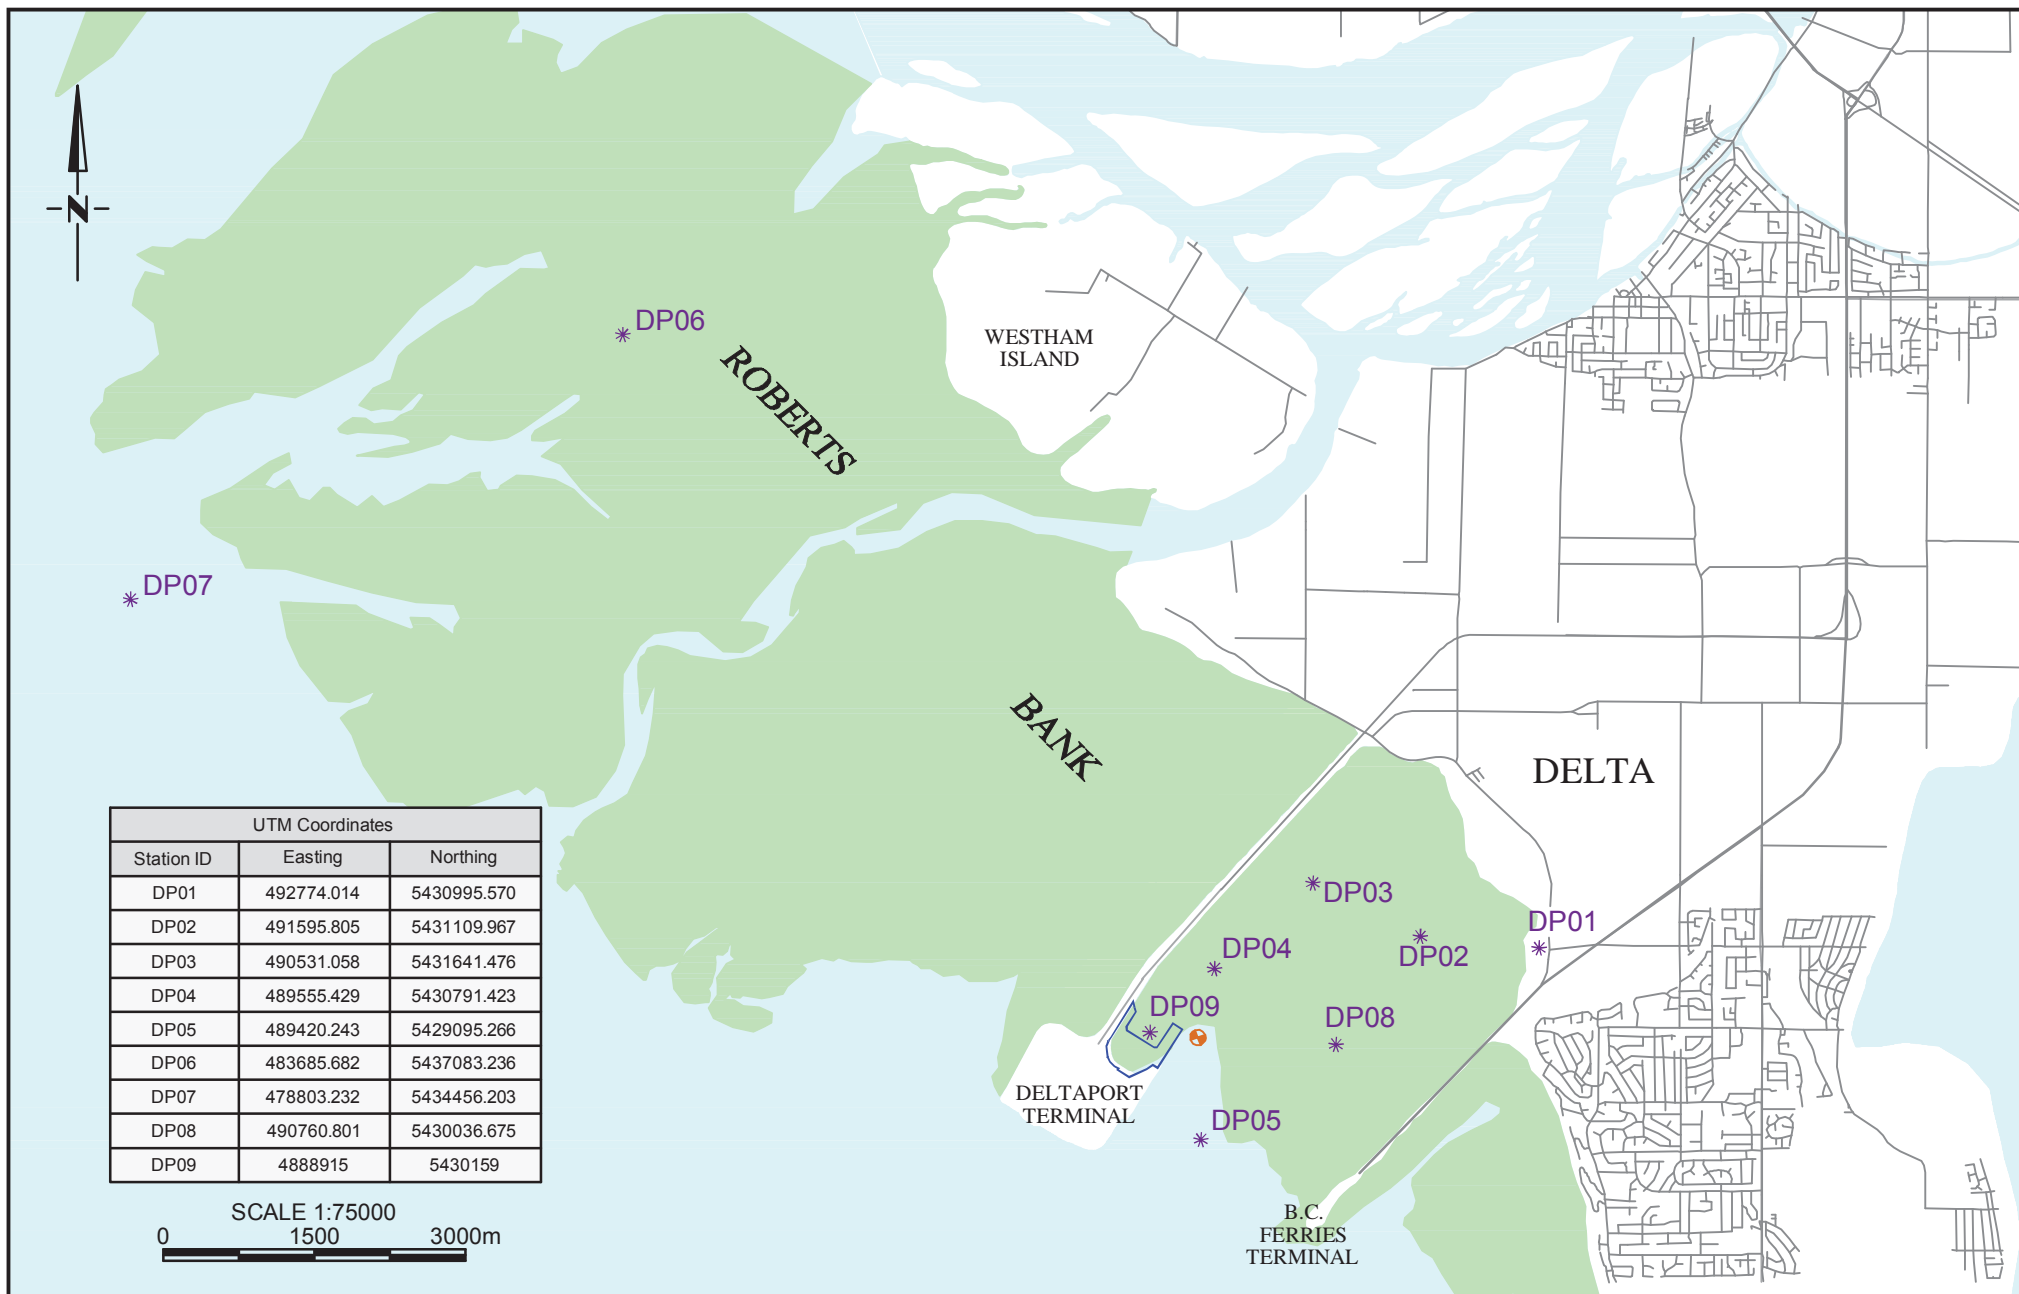 N
DP06
ROBERTS
WESTHAM
ISLAND
DP07
BANK
DELTA
DP03
DP01
DP02
DP04
DP09
DP08
DELTAPORT
TERMINAL
DP05
B.C.
FERRIES
TERMINAL
UTM Coordinates
Station ID Easting Northing
DP01 492774.014 5430995.570
DP02 491595.805 5431109.967
DP03 490531.058 5431641.476
DP04 489555.429 5430791.423
DP05 489420.243 5429095.266
DP06 483685.682 5437083.236
DP07 478803.232 5434456.203
DP08 490760.801 5430036.675
DP09 4888915 5430159
SCALE 1:75000
0 1500 3000m